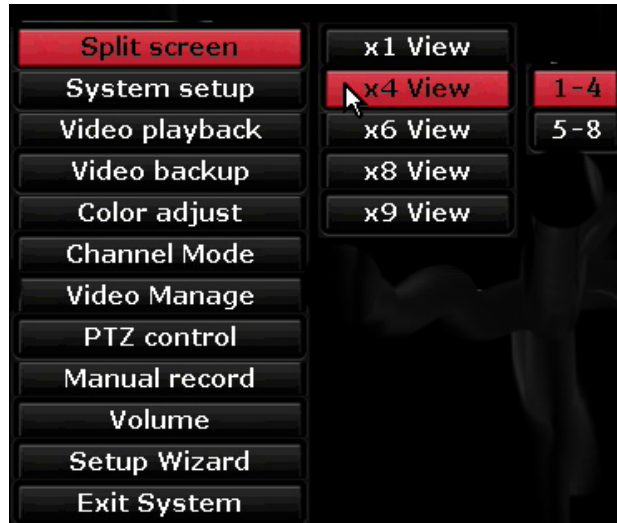 Split screen
System setup
Video playback
Video backup
Color adjust
Channel Mode
Video Manage
PTZ control
Manual record
Volume
Setup Wizard
Exit System
x1 View
x4 View
x6 View
x8 View
x9 View
1-4
5-8